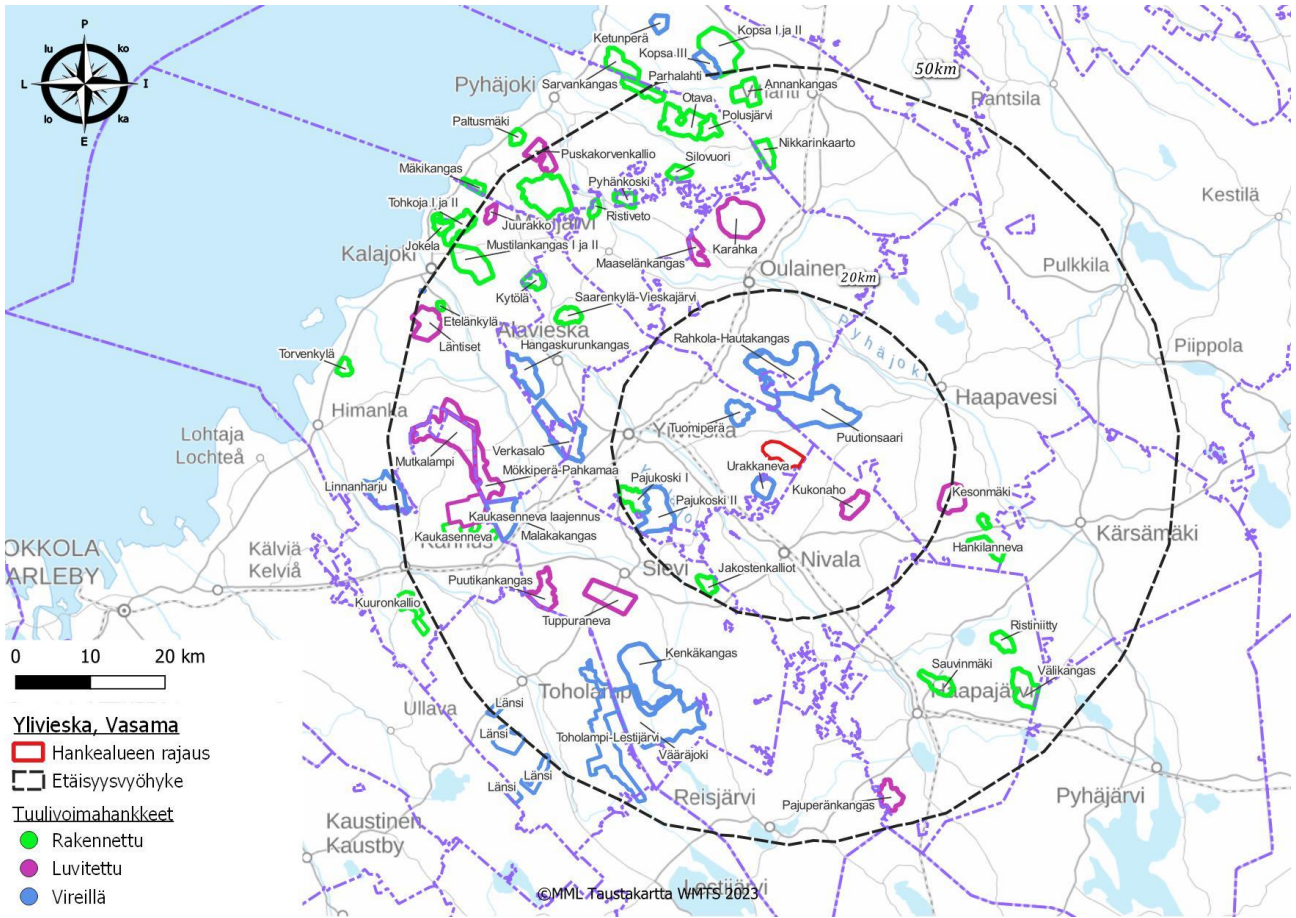 P
lu
ko
L
I
lo
ka
E
Ketunperä
Kopsa I ja II
Kopsa III
50km
Sarvankangas
Parhalahti
Annankangas
Pyhäjoki
Otava
Polusjärvi
Rantsila
Paltusmäki
Puskakorvenkallio
Nikkarinkaarto
Silovuori
Mäkikangas
Pyhänkoski
Kestilä
Tohkoja I ja II
Juurakko
Ristiveto
Jokela
Mustilankangas I ja II
Karahka
Maaselänkangas
Kalajoki
Oulainen
Pulkkila
20km
Kytölä
Saarenkylä-Vieskajärvi
Etelänkylä
Läntiset
Alavieska
Hangaskurunkangas
Rahkola-Hautakangas
Pyhäjoki
Piippola
Torvenkylä
Haapavesi
Himanka
Tuomiperä
Puutionsaari
Lohtaja
Lochteå
Ylivieska
Verkasalo
Mutkalampi
Mökkiperä-Pahkamaa
Urakkaneva
Linnanharju
Pajukoski I
Pajukoski II
Kukonaho
Kesonmäki
Kaukasenneva laajennus
Kaukasenneva
Malakakangas
Kärsämäki
Kannus
Hankilanneva
OKKOLA
ARLEBY
Kälviä
Kelviå
Nivala
Sievi
Jakostenkalliot
Puutikankangas
Tuppuraneva
Kuuronkallio
0 10 20 km
Ristiniitty
Kenkäkangas
Sauvinmäki
Välikangas
Toholampi
Haapajärvi
Ullava
Länsi
Länsi
Toholampi-Lestijärvi
Vääräjoki
Länsi
Länsi
Ylivieska, Vasama
Hankealueen rajaus
Etäisyysvyöhyke
Tuulivoimahankkeet
Rakennettu
Luvitettu
Vireillä
Reisjärvi
Pajuperänkangas
Pyhäjärvi
Kaustinen
Kaustby
Lestijärvi
©MML Taustakartta WMTS 2023